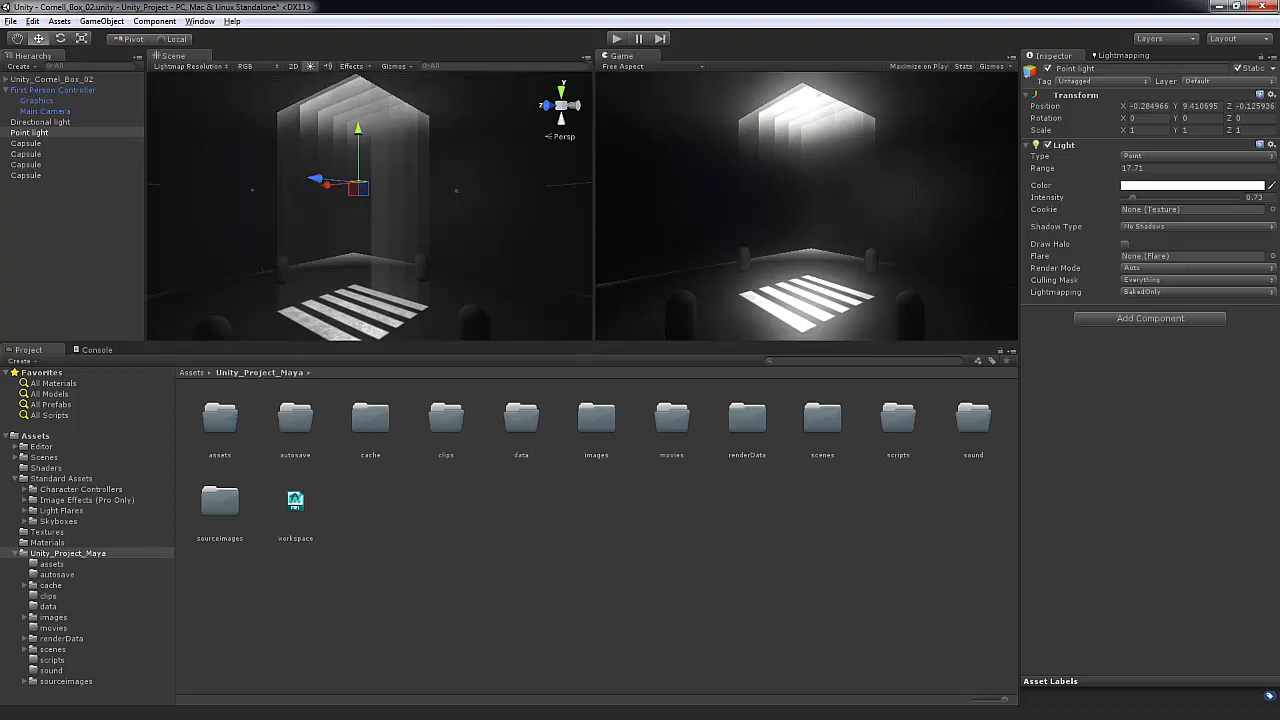 Unity - Cornell_Box_02.unity - Unity_Project - PC, Mac & Linux Standalone* <DX11>
File Edit Assets GameObject Component Window Help
Pivot Local Layers Layout
Hierarchy
Create All
Unity_Cornel_Box_02
First Person Controller
Graphics
Main Camera
Directional light
Point light
Capsule
Capsule
Capsule
Capsule
Scene
Lightmap Resolution RGB 2D Effects Gizmos All
y
z
Persp
Game
Free Aspect Maximize on Play Stats Gizmos
Inspector Lightmapping
Point light Static
Tag Untagged Layer Default
Transform
Position X -0.284966 Y 9.410695 Z -0.125936
Rotation X 0 Y 0 Z 0
Scale X 1 Y 1 Z 1
Light
Type Point
Range 17.71
Color
Intensity 0.73
Cookie None (Texture)
Shadow Type No Shadows
Draw Halo
Flare None (Flare)
Render Mode Auto
Culling Mask Everything
Lightmapping BakedOnly
Add Component
Asset Labels
Project Console
Create
Favorites
All Materials
All Models
All Prefabs
All Scripts
Assets
Editor
Scenes
Shaders
Standard Assets
Character Controllers
Image Effects (Pro Only)
Light Flares
Skyboxes
Textures
Materials
Unity_Project_Maya
assets
autosave
cache
clips
data
images
movies
renderData
scenes
scripts
sound
sourceimages
Assets Unity_Project_Maya
assets autosave cache clips data images movies renderData scenes scripts sound
sourceimages workspace